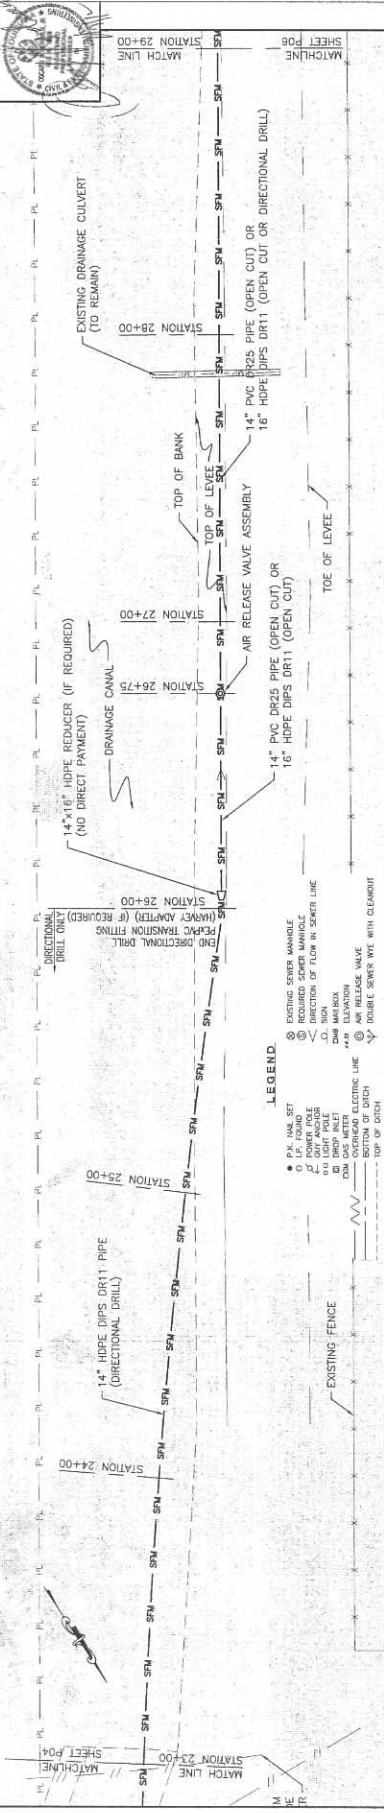 MATCHLINE
SHEET P04
MATCH LINE
STATION 23+00
STATION 24+00
14" HDPE DIPS DR11 PIPE
(DIRECTIONAL DRILL)
STATION 25+00
DIRECTIONAL
DRILL ONLY
END DIRECTIONAL DRILL
PEXPVC TRANSITION FITTING
(HARVEY ADAPTER) (IF REQUIRED)
STATION 26+00
14"x16" HDPE REDUCER (IF REQUIRED)
(NO DIRECT PAYMENT)
DRAINAGE CANAL
STATION 26+75
STATION 27+00
AIR RELEASE VALVE ASSEMBLY
14" PVC DR25 PIPE (OPEN CUT) OR
16" HDPE DIPS DR11 (OPEN CUT)
TOP OF BANK
TOP OF LEVEE
TOE OF LEVEE
EXISTING DRAINAGE CULVERT
(TO REMAIN)
STATION 28+00
14" PVC DR25 PIPE (OPEN CUT) OR
16" HDPE DIPS DR11 (OPEN CUT OR DIRECTIONAL DRILL)
MATCH LINE
STATION 29+00
MATCHLINE
SHEET P06
PL
SFM
EXISTING FENCE
LEGEND
P.K. NAIL SET
I.P. FOUND
POWER POLE
GUY ANCHOR
LIGHT POLE
DROP INLET
GAS METER
OVERHEAD ELECTRIC LINE
BOTTOM OF DITCH
TOP OF DITCH
EXISTING SEWER MANHOLE
REQUIRED SEWER MANHOLE
DIRECTION OF FLOW IN SEWER LINE
SIGN
MAILBOX
ELEVATION
AIR RELEASE VALVE
DOUBLE SEWER WYE WITH CLEANOUT